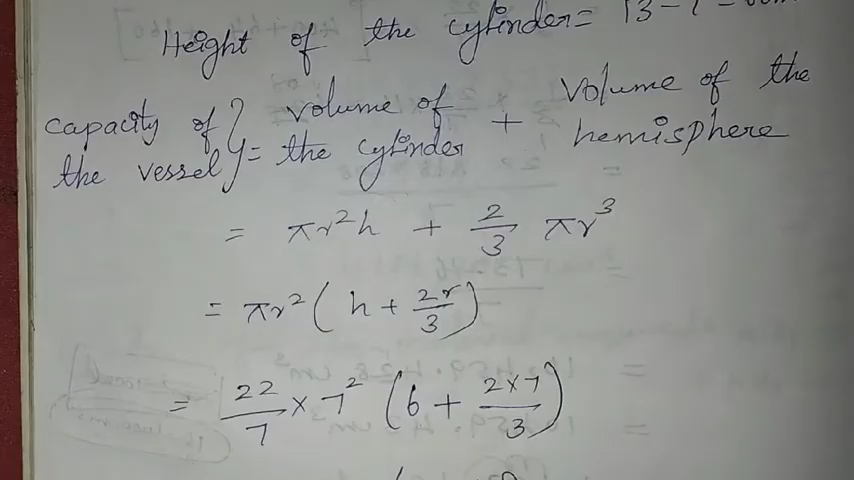 Height of the cylinder = 13 - 7 =
capacity of the vessel } = volume of the cylinder + volume of the hemisphere
= πr²h + 2/3 πr³
= πr² ( h + 2r/3 )
= 22/7 × 7² ( 6 + 2×7/3 )